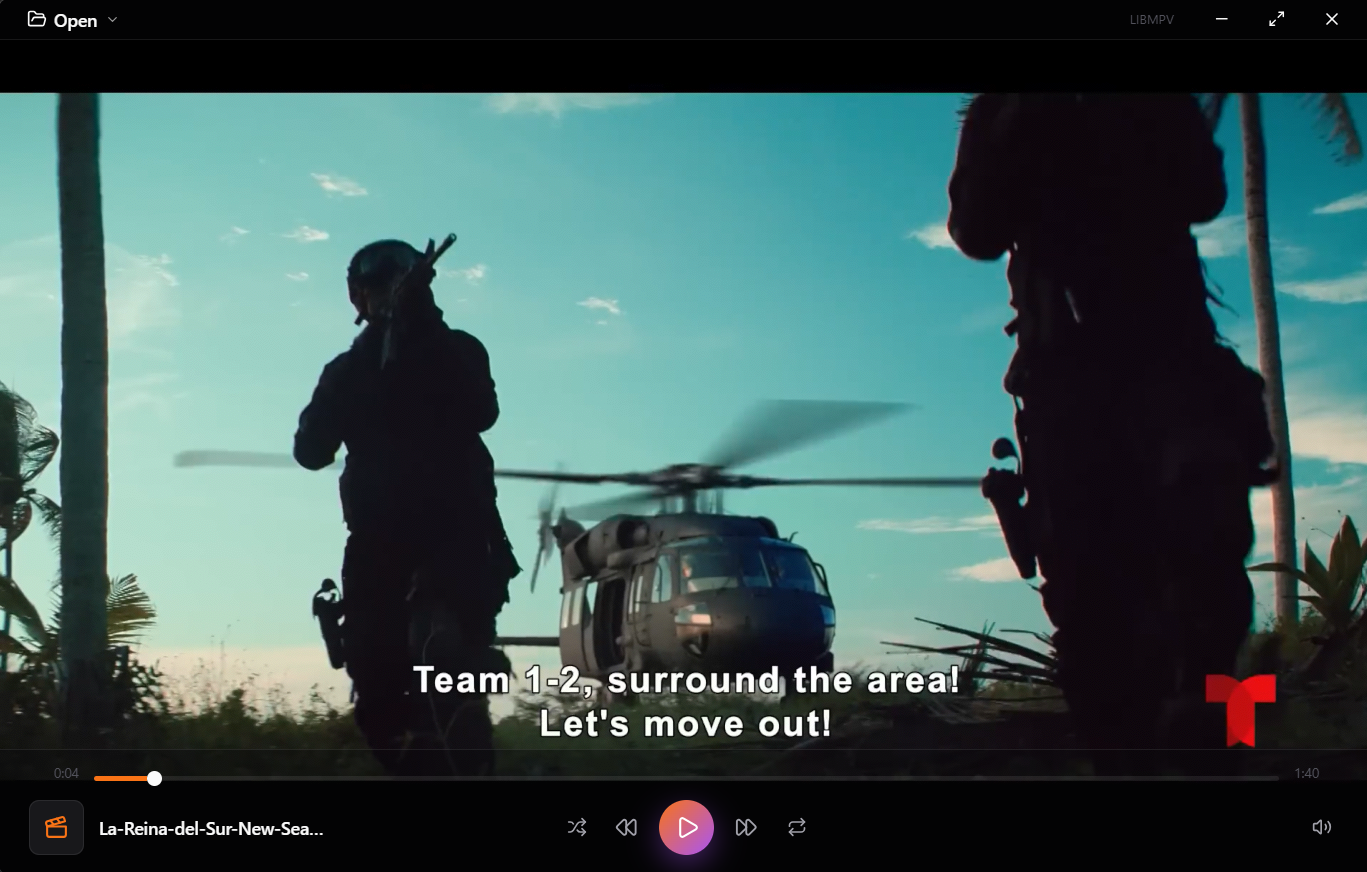 Open
LIBMPV
Team 1-2, surround the area!
Let's move out!
0:04
1:40
La-Reina-del-Sur-New-Sea...